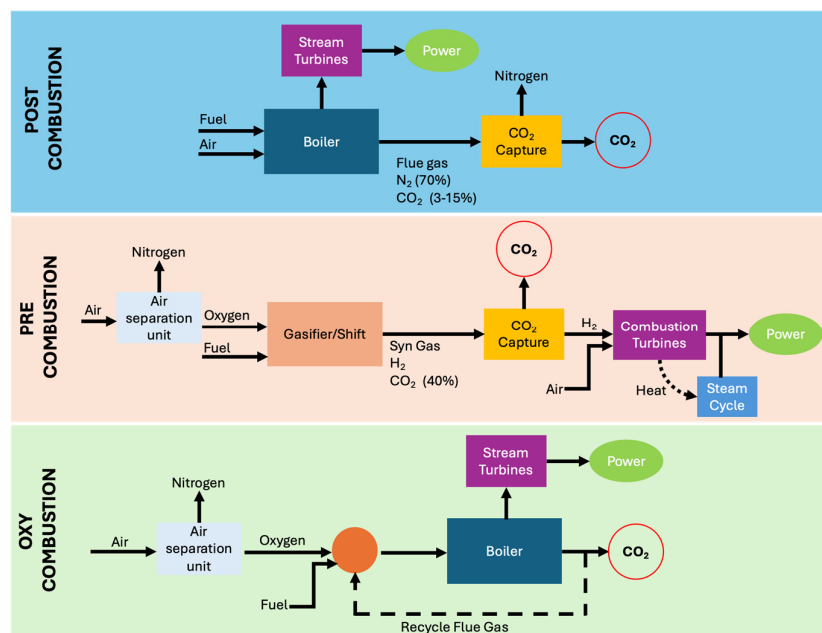 POST
COMBUSTION
Stream
Turbines
Power
Fuel
Air
Boiler
Flue gas
N₂ (70%)
CO₂ (3-15%)
Nitrogen
CO₂
Capture
CO₂
PRE
COMBUSTION
Nitrogen
Air
Air
separation
unit
Oxygen
Fuel
Gasifier/Shift
Syn Gas
H₂
CO₂ (40%)
CO₂
CO₂
Capture
H₂
Air
Combustion
Turbines
Heat
Steam
Cycle
Power
OXY
COMBUSTION
Nitrogen
Air
Air
separation
unit
Oxygen
Fuel
Stream
Turbines
Power
Boiler
CO₂
Recycle Flue Gas